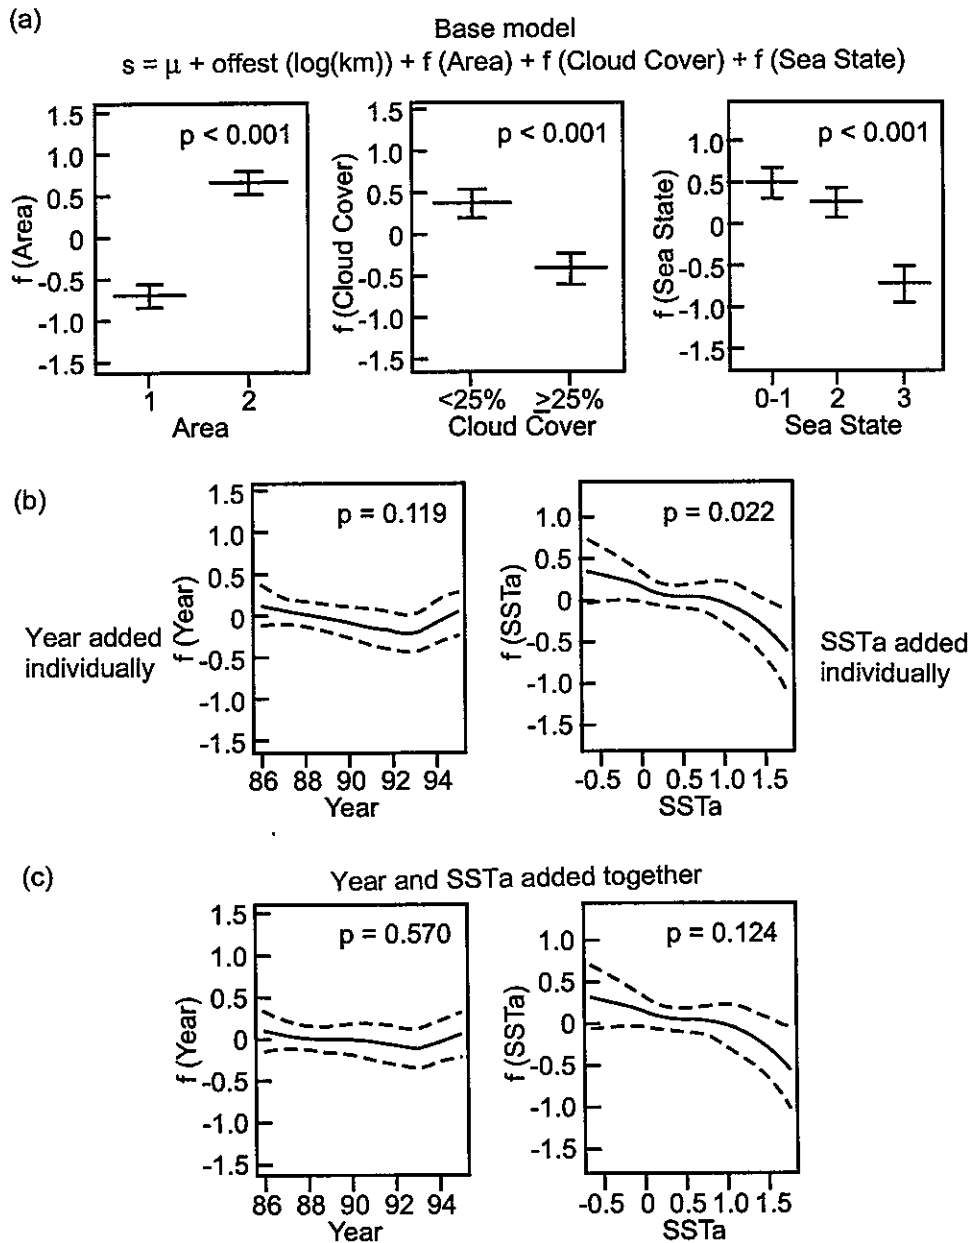 (a)
Base model
s = μ + offest (log(km)) + f (Area) + f (Cloud Cover) + f (Sea State)
1.5
1.0
0.5
0
-0.5
-1.0
-1.5
f (Area)
p < 0.001
1 2
Area
1.5
1.0
0.5
0
-0.5
-1.0
-1.5
f (Cloud Cover)
p < 0.001
<25% ≥25%
Cloud Cover
1.0
0.5
0
-0.5
-1.0
-1.5
f (Sea State)
p < 0.001
0-1 2 3
Sea State
(b)
Year added
individually
1.5
1.0
0.5
0
-0.5
-1.0
-1.5
f (Year)
p = 0.119
86 88 90 92 94
Year
1.0
0.5
0
-0.5
-1.0
-1.5
f (SSTa)
p = 0.022
-0.5 0 0.5 1.0 1.5
SSTa
SSTa added
individually
(c)
Year and SSTa added together
1.5
1.0
0.5
0
-0.5
-1.0
-1.5
f (Year)
p = 0.570
86 88 90 92 94
Year
1.0
0.5
0
-0.5
-1.0
-1.5
f (SSTa)
p = 0.124
-0.5 0 0.5 1.0 1.5
SSTa